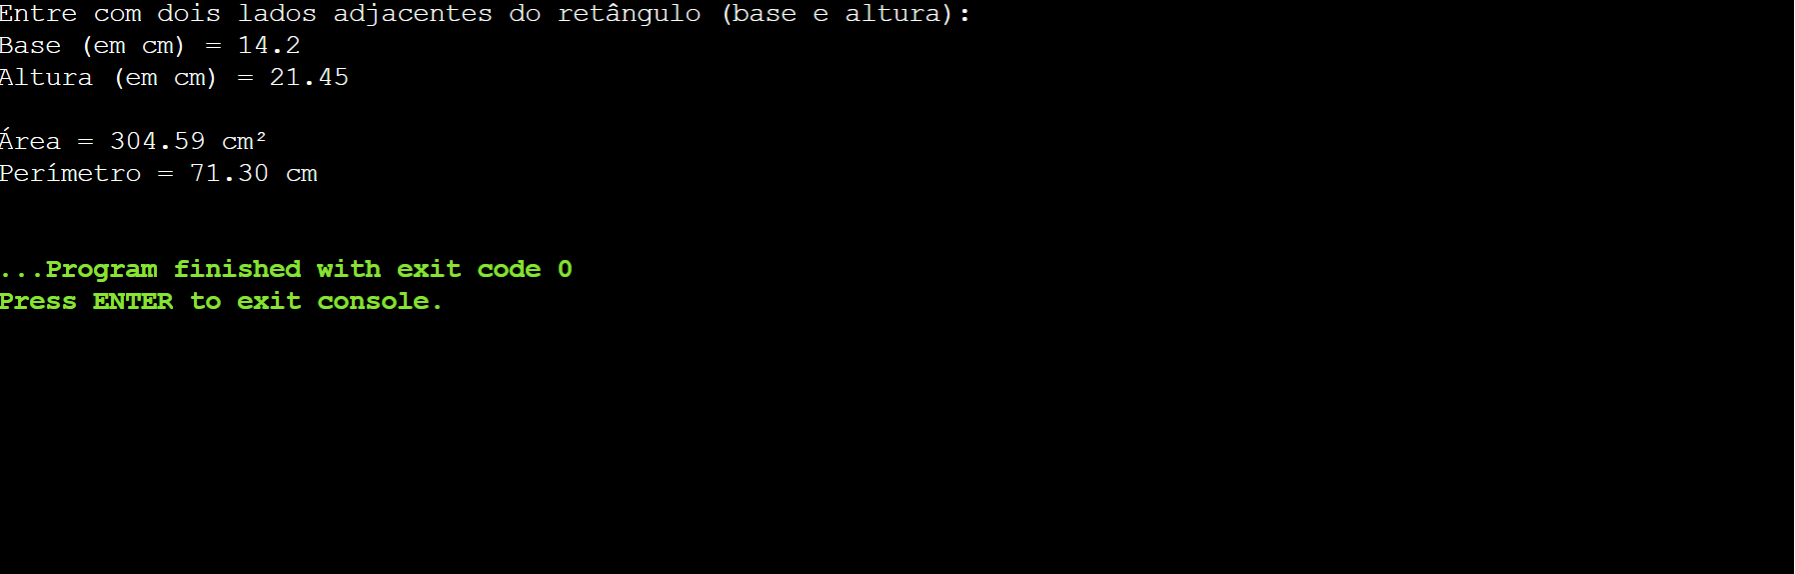 Entre com dois lados adjacentes do retângulo (base e altura):
Base (em cm) = 14.2
Altura (em cm) = 21.45
Área = 304.59 cm²
Perímetro = 71.30 cm
...Program finished with exit code 0
Press ENTER to exit console.